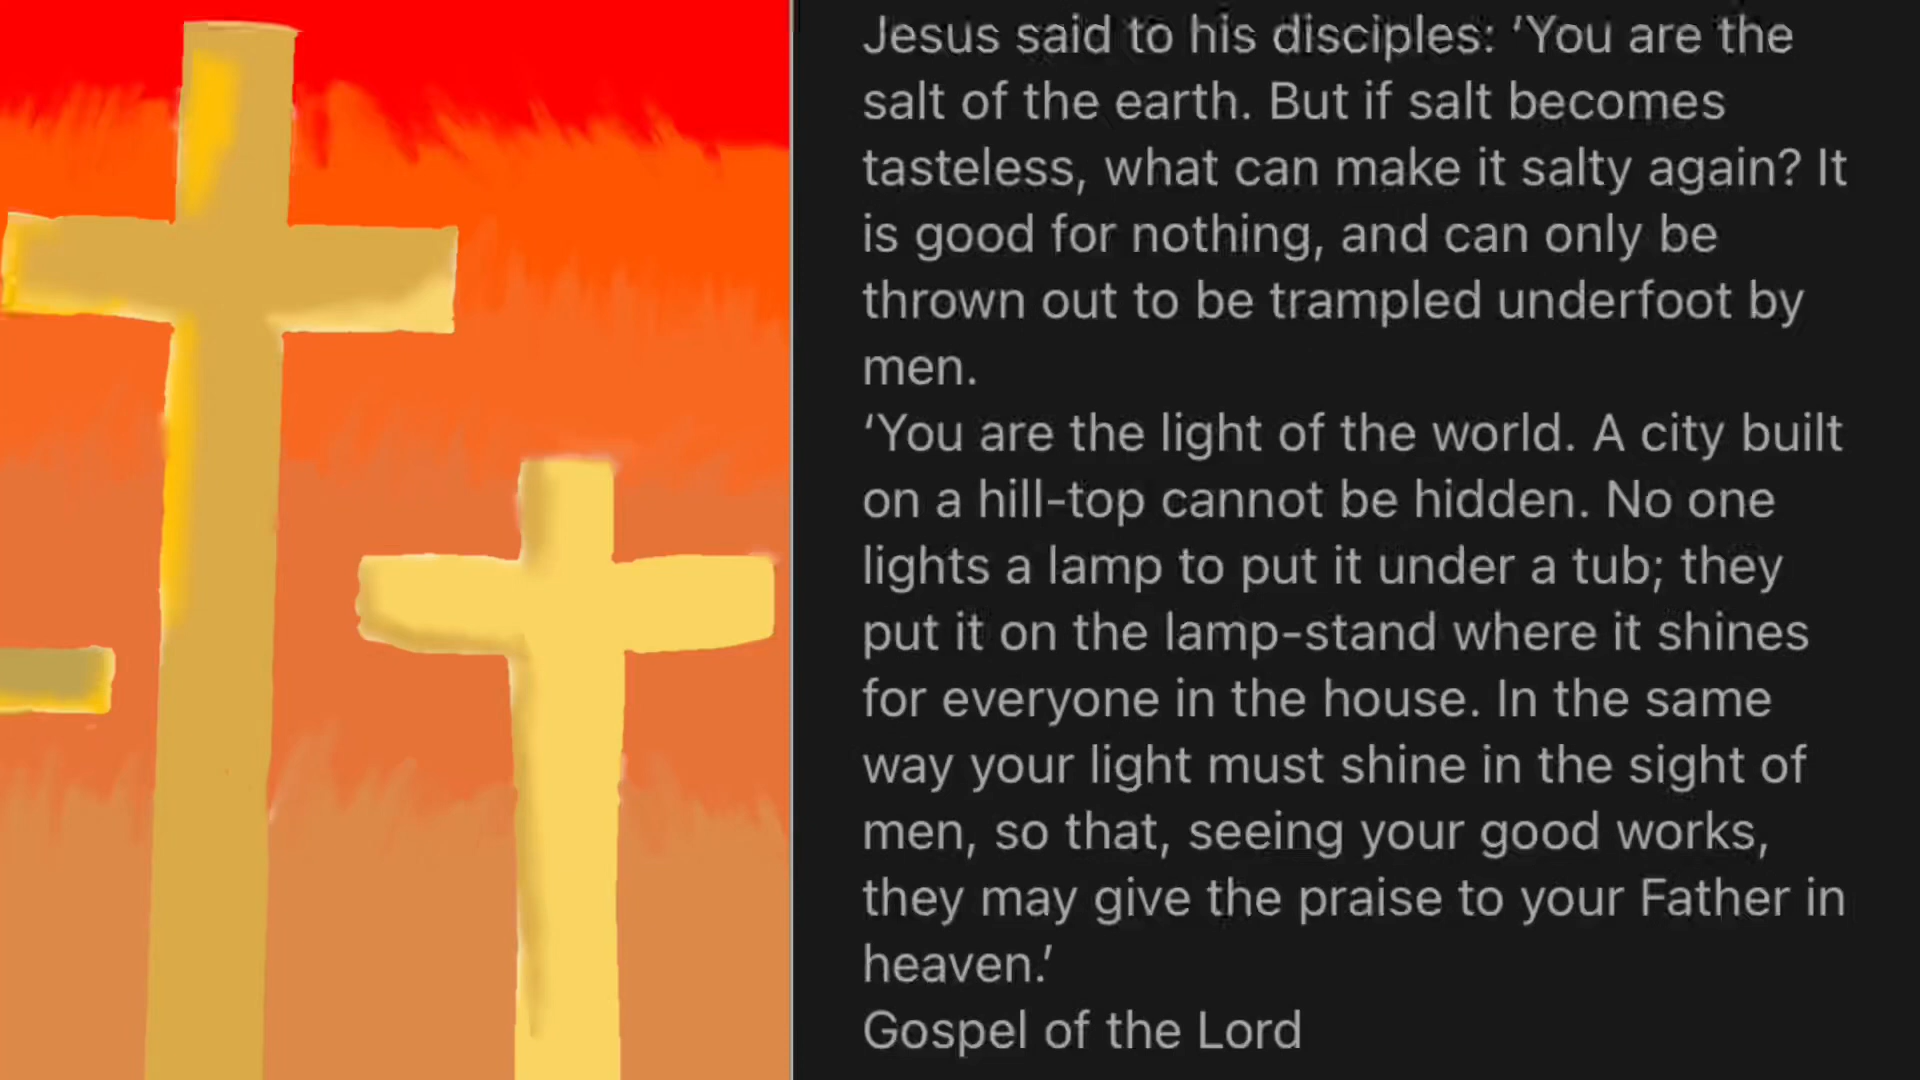 Jesus said to his disciples: ‘You are the
salt of the earth. But if salt becomes
tasteless, what can make it salty again? It
is good for nothing, and can only be
thrown out to be trampled underfoot by
men.
‘You are the light of the world. A city built
on a hill-top cannot be hidden. No one
lights a lamp to put it under a tub; they
put it on the lamp-stand where it shines
for everyone in the house. In the same
way your light must shine in the sight of
men, so that, seeing your good works,
they may give the praise to your Father in
heaven.’
Gospel of the Lord